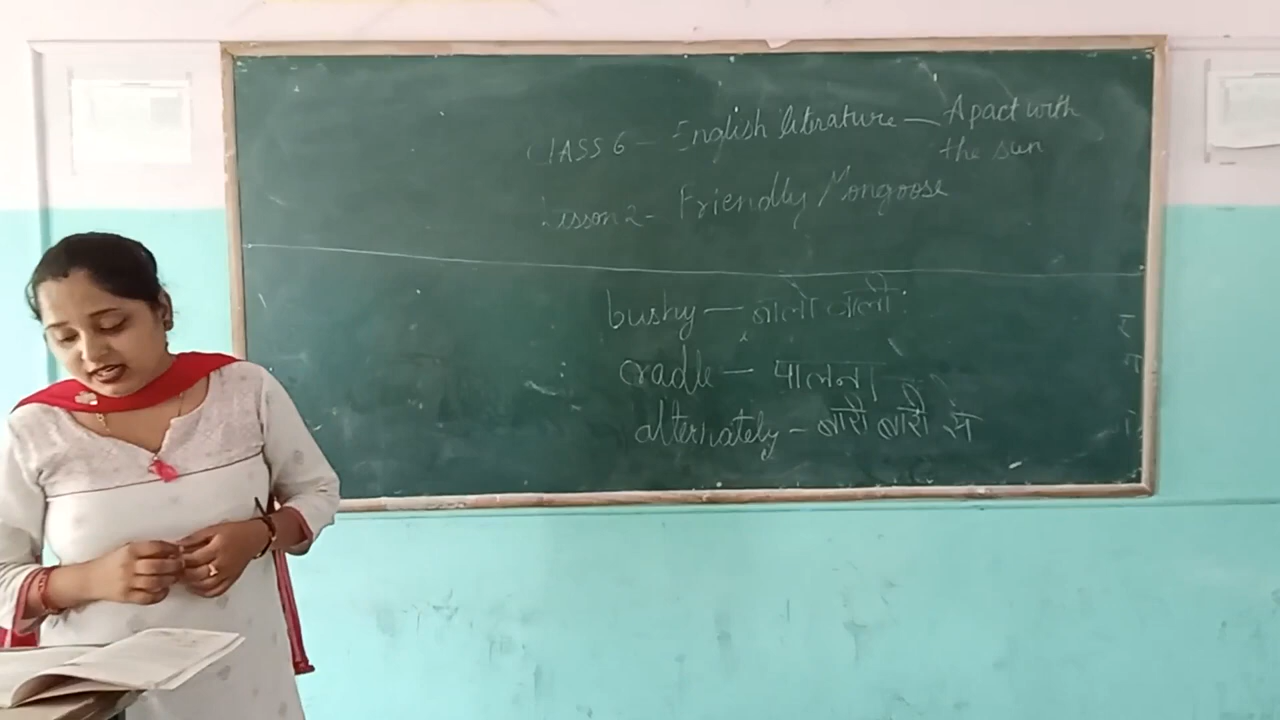 CLASS 6 - English literature - A pact with
the sun
Lesson 2 - Friendly Mongoose
bushy - बालों वाली
cradle - पालना
alternately - बारी बारी से